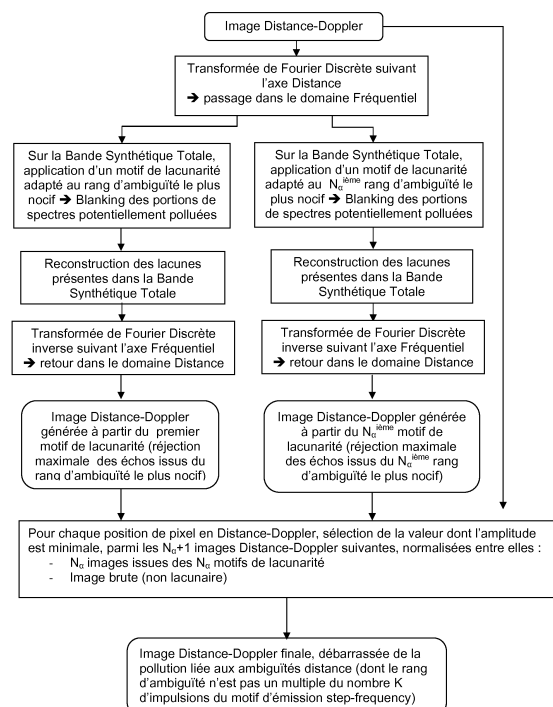 Image Distance-Doppler
Transformée de Fourier Discrète suivant
l'axe Distance
➔ passage dans le domaine Fréquentiel
Sur la Bande Synthétique Totale,
application d'un motif de lacunarité
adapté au rang d'ambiguïté le plus
nocif ➔ Blanking des portions de
spectres potentiellement polluées
Sur la Bande Synthétique Totale,
application d'un motif de lacunarité
adapté au Nα ième rang d'ambiguïté le
plus nocif ➔ Blanking des portions
de spectres potentiellement polluées
Reconstruction des lacunes
présentes dans la Bande
Synthétique Totale
Reconstruction des lacunes
présentes dans la Bande
Synthétique Totale
Transformée de Fourier Discrète
inverse suivant l'axe Fréquentiel
➔ retour dans le domaine Distance
Transformée de Fourier Discrète
inverse suivant l'axe Fréquentiel
➔ retour dans le domaine Distance
Image Distance-Doppler
générée à partir du premier
motif de lacunarité (réjection
maximale des échos issus du
rang d'ambiguïté le plus nocif)
Image Distance-Doppler générée
à partir du Nα ième motif de
lacunarité (réjection maximale
des échos issus du Nα ième rang
d'ambiguïté le plus nocif)
Pour chaque position de pixel en Distance-Doppler, sélection de la valeur dont l'amplitude
est minimale, parmi les Nα+1 images Distance-Doppler suivantes, normalisées entre elles :
- Nα images issues des Nα motifs de lacunarité
- Image brute (non lacunaire)
Image Distance-Doppler finale, débarrassée de la
pollution liée aux ambiguïtés distance (dont le rang
d'ambiguïté n'est pas un multiple du nombre K
d'impulsions du motif d'émission step-frequency)